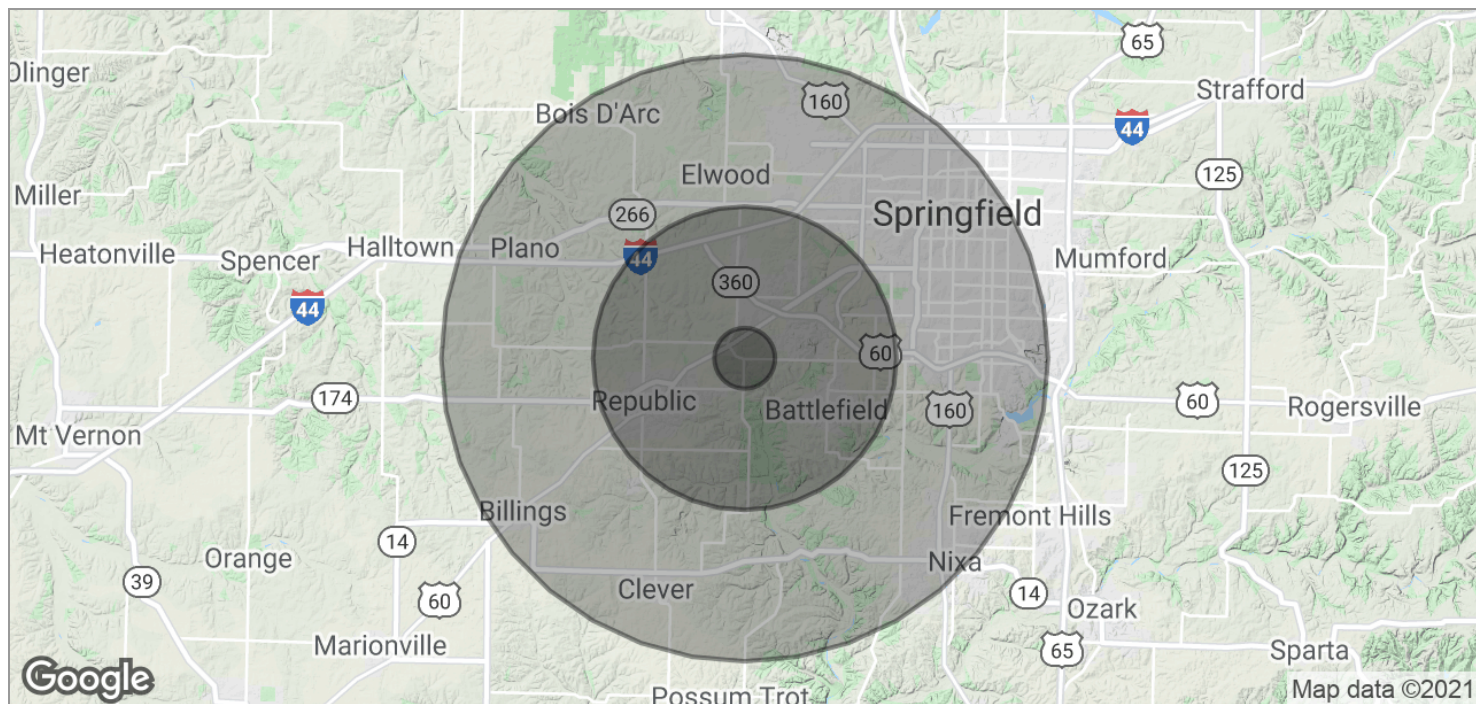 65
Olinger
Strafford
160
Bois D'Arc
44
Elwood
125
Miller
266
Springfield
Heatonville
Spencer
Halltown
Plano
44
Mumford
360
44
60
174
Republic
Battlefield
160
60
Rogersville
Mt Vernon
125
Billings
Fremont Hills
14
Orange
Nixa
39
Clever
60
14
Ozark
Marionville
65
Sparta
Google
Possum Trot
Map data ©2021